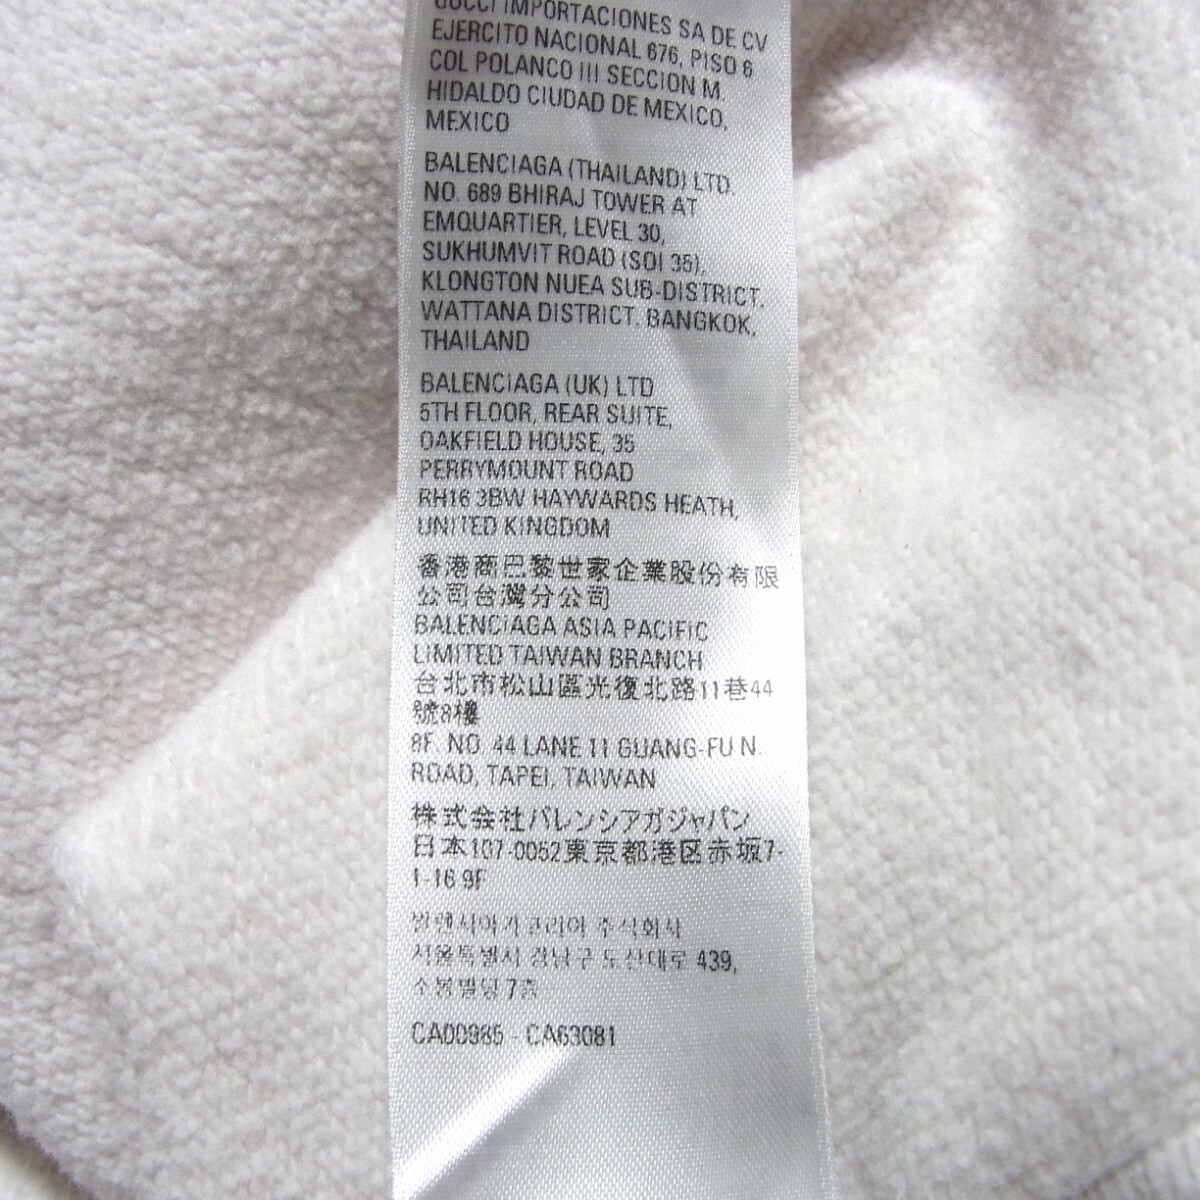 GUCCI IMPORTACIONES SA DE CV
EJERCITO NACIONAL 676, PISO 6
COL POLANCO III SECCION M
HIDALDO CIUDAD DE MEXICO,
MEXICO
BALENCIAGA (THAILAND) LTD.
NO. 689 BHIRAJ TOWER AT
EMQUARTIER, LEVEL 30,
SUKHUMVIT ROAD (SOI 35),
KLONGTON NUEA SUB-DISTRICT,
WATTANA DISTRICT, BANGKOK,
THAILAND
BALENCIAGA (UK) LTD
5TH FLOOR, REAR SUITE,
OAKFIELD HOUSE, 35
PERRYMOUNT ROAD
RH16 3BW HAYWARDS HEATH,
UNITED KINGDOM
香港商巴黎世家企業股份有限
公司台灣分公司
BALENCIAGA ASIA PACIFIC
LIMITED TAIWAN BRANCH
台北市松山區光復北路11巷44
號8樓
8F. NO. 44 LANE 11 GUANG-FU N.
ROAD, TAPEI, TAIWAN
株式会社バレンシアガジャパン
日本107-0052東京都港区赤坂7-
1-16 9F
발렌시아가코리아 주식회사
서울특별시 강남구 도산대로 439,
소봉빌딩 7층
CA00985 - CA63081